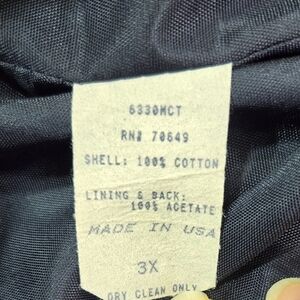 6330MCT
RN# 70649
SHELL: 100% COTTON
LINING & BACK:
100% ACETATE
MADE IN USA
3X
DRY CLEAN ONLY